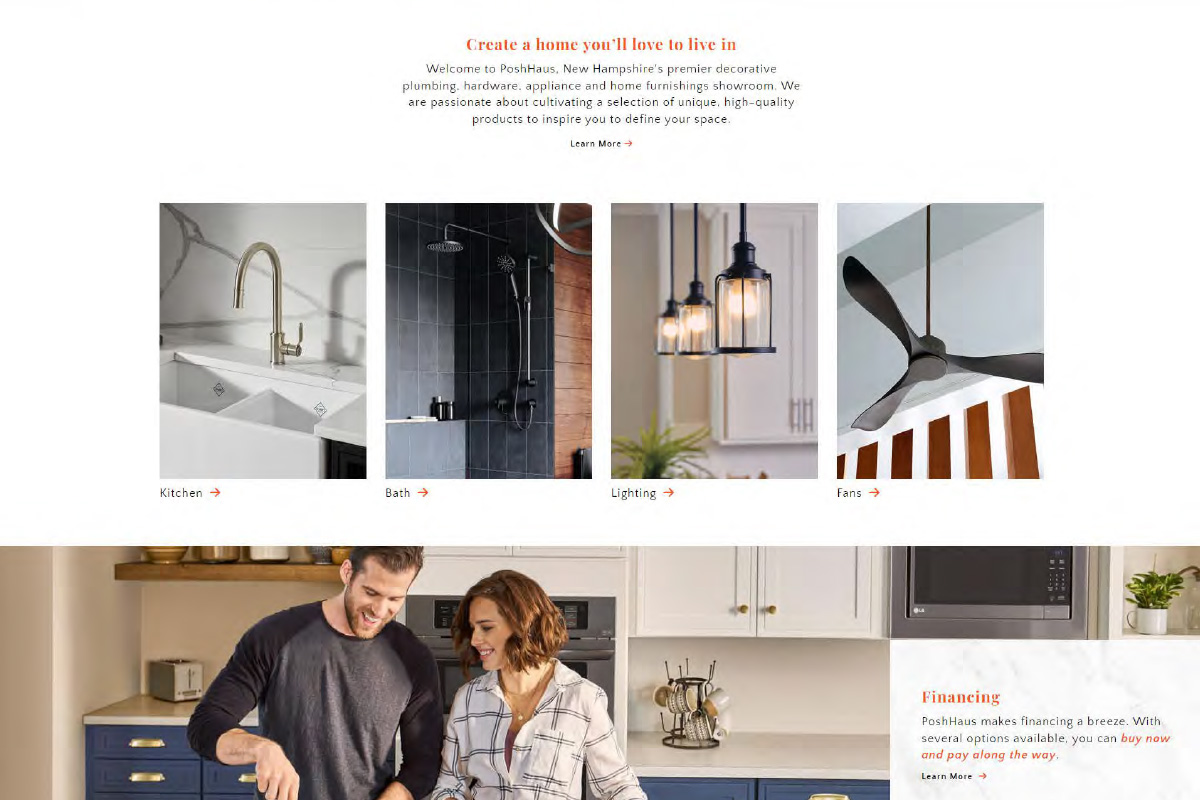 Create a home you’ll love to live in
Welcome to PoshHaus, New Hampshire's premier decorative
plumbing, hardware, appliance and home furnishings showroom. We
are passionate about cultivating a selection of unique, high-quality
products to inspire you to define your space.
Learn More →
Kitchen →
Bath →
Lighting →
Fans →
LG
Financing
PoshHaus makes financing a breeze. With
several options available, you can buy now
and pay along the way.
Learn More →